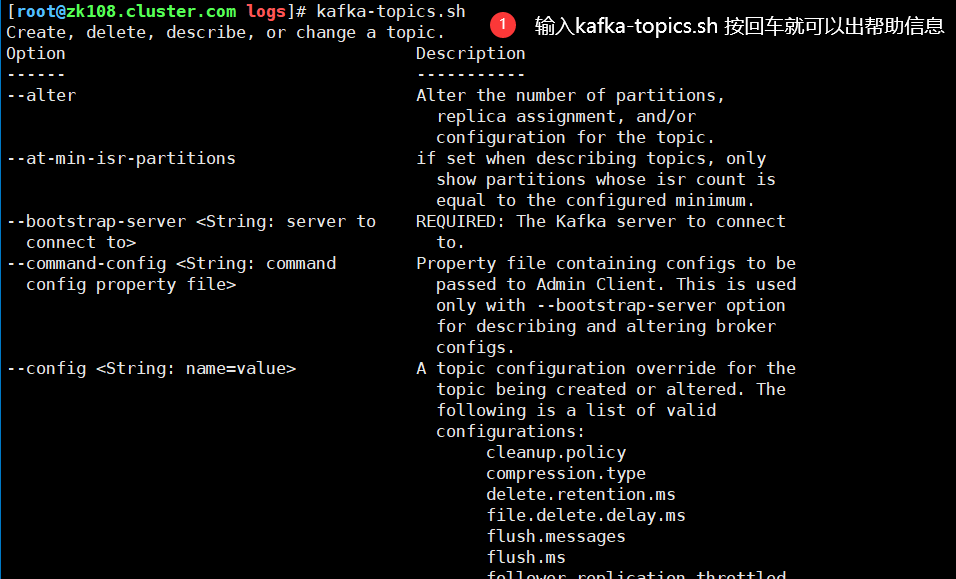 [root@zk108.cluster.com logs]# kafka-topics.sh
1 输入kafka-topics.sh 按回车就可以出帮助信息
Create, delete, describe, or change a topic.
Option Description
------ -----------
--alter Alter the number of partitions,
replica assignment, and/or
configuration for the topic.
--at-min-isr-partitions if set when describing topics, only
show partitions whose isr count is
equal to the configured minimum.
--bootstrap-server <String: server to REQUIRED: The Kafka server to connect
connect to> to.
--command-config <String: command Property file containing configs to be
config property file> passed to Admin Client. This is used
only with --bootstrap-server option
for describing and altering broker
configs.
--config <String: name=value> A topic configuration override for the
topic being created or altered. The
following is a list of valid
configurations:
cleanup.policy
compression.type
delete.retention.ms
file.delete.delay.ms
flush.messages
flush.ms
follower.replication.throttled